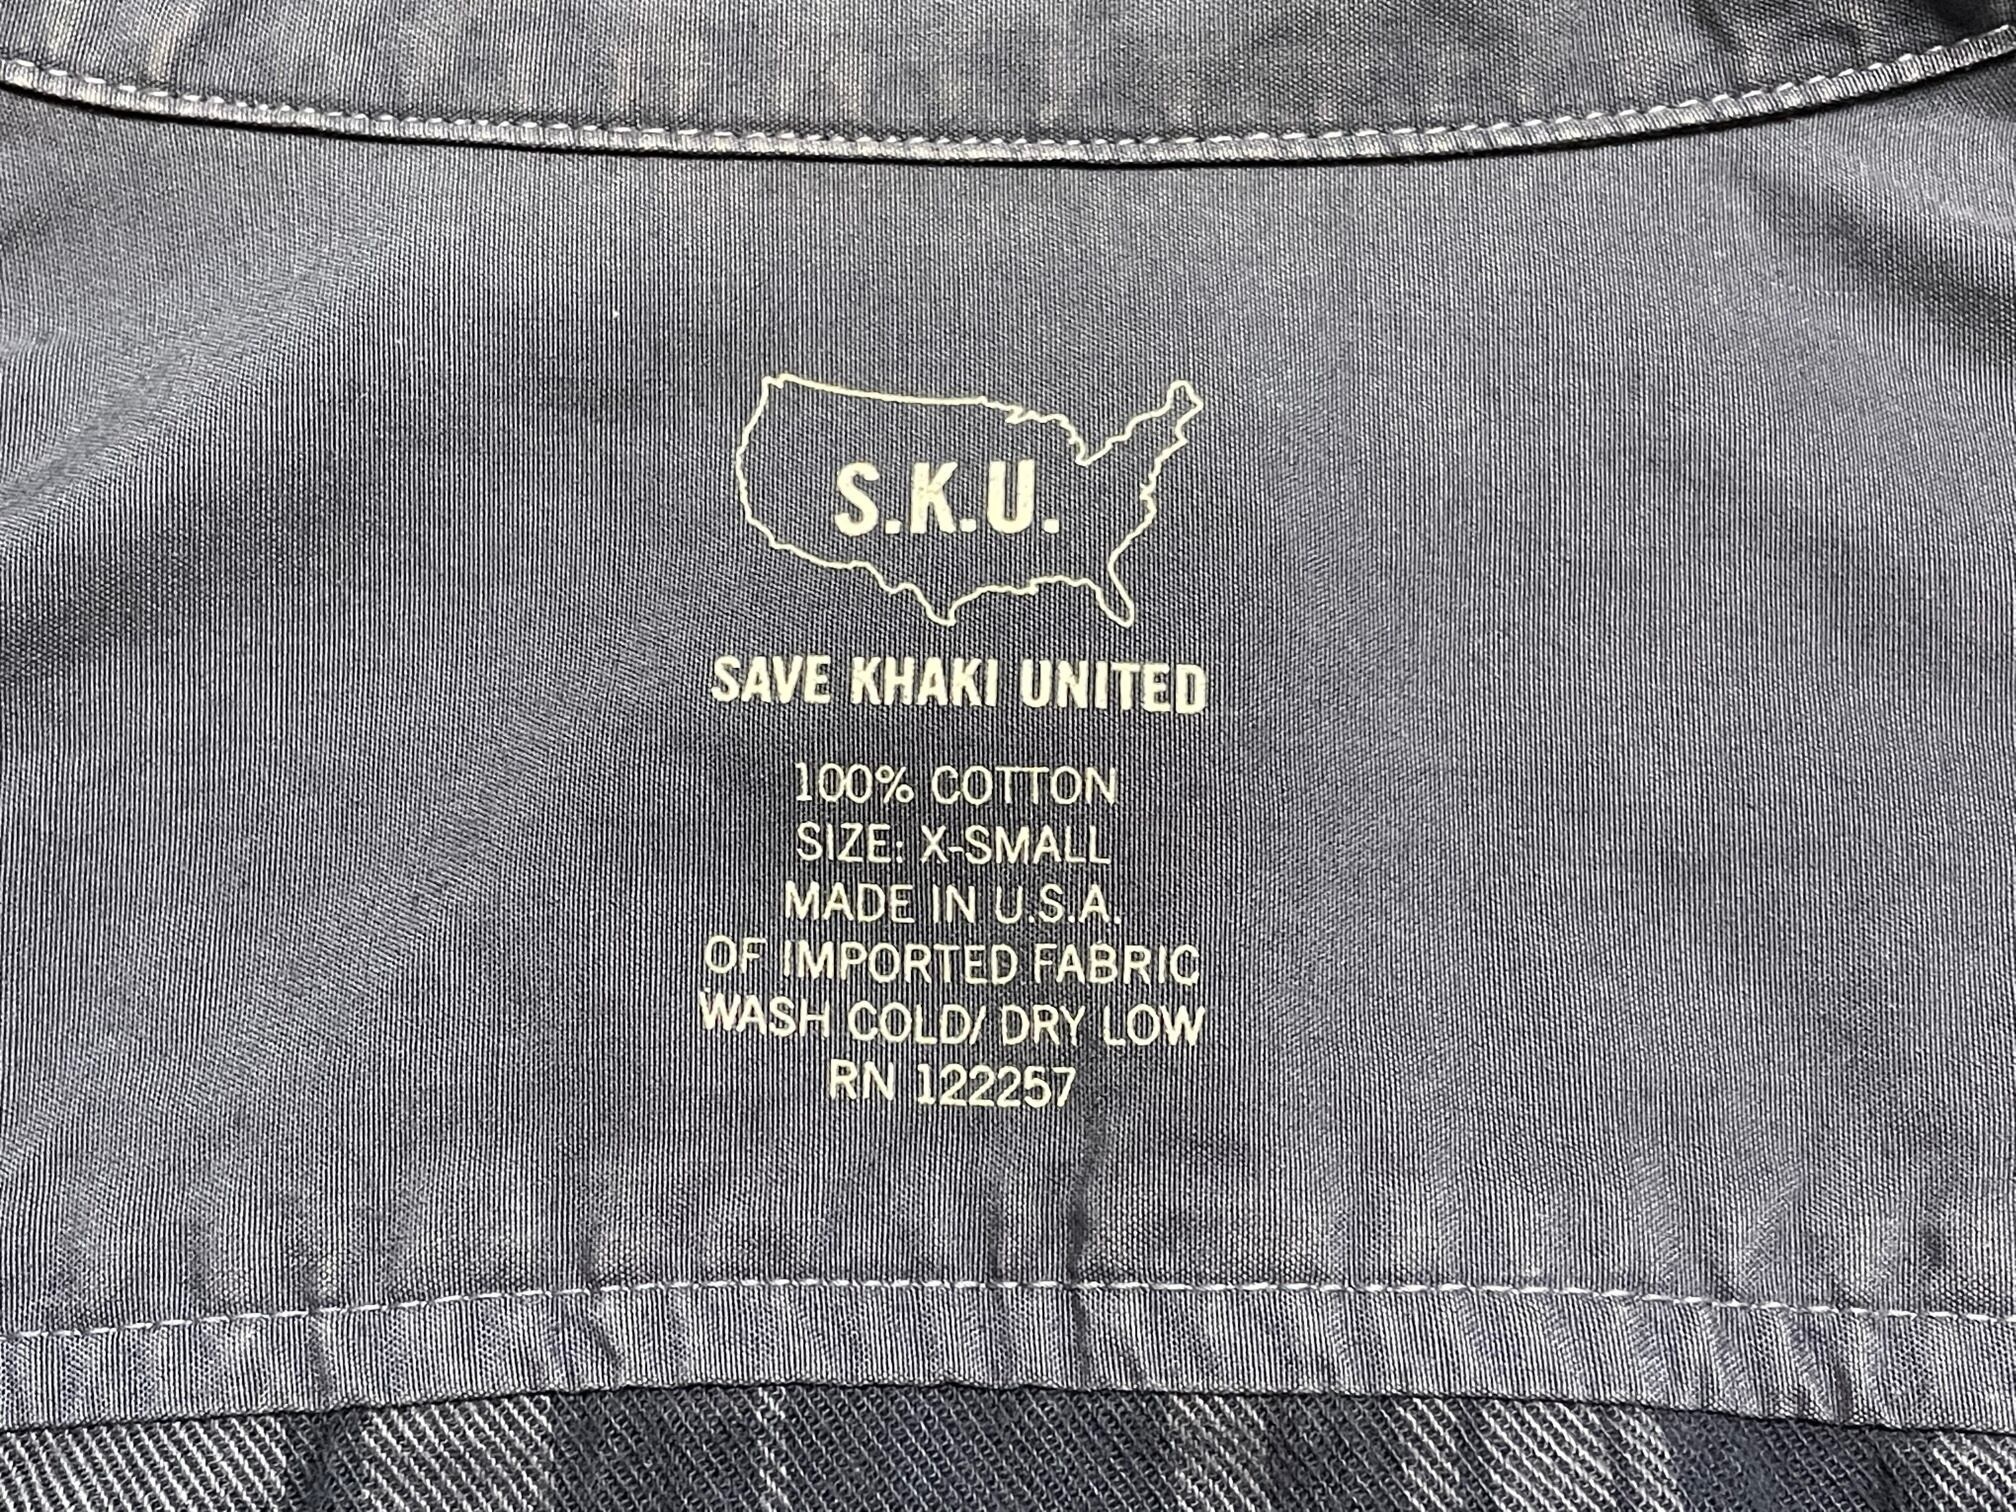 S.K.U.
SAVE KHAKI UNITED
100% COTTON
SIZE: X-SMALL
MADE IN U.S.A.
OF IMPORTED FABRIC
WASH COLD/ DRY LOW
RN 122257